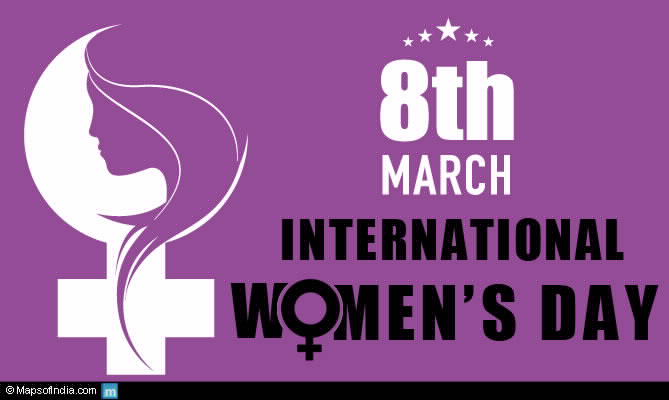 8th
MARCH
INTERNATIONAL
WOMEN'S DAY
© MapsofIndia.com m